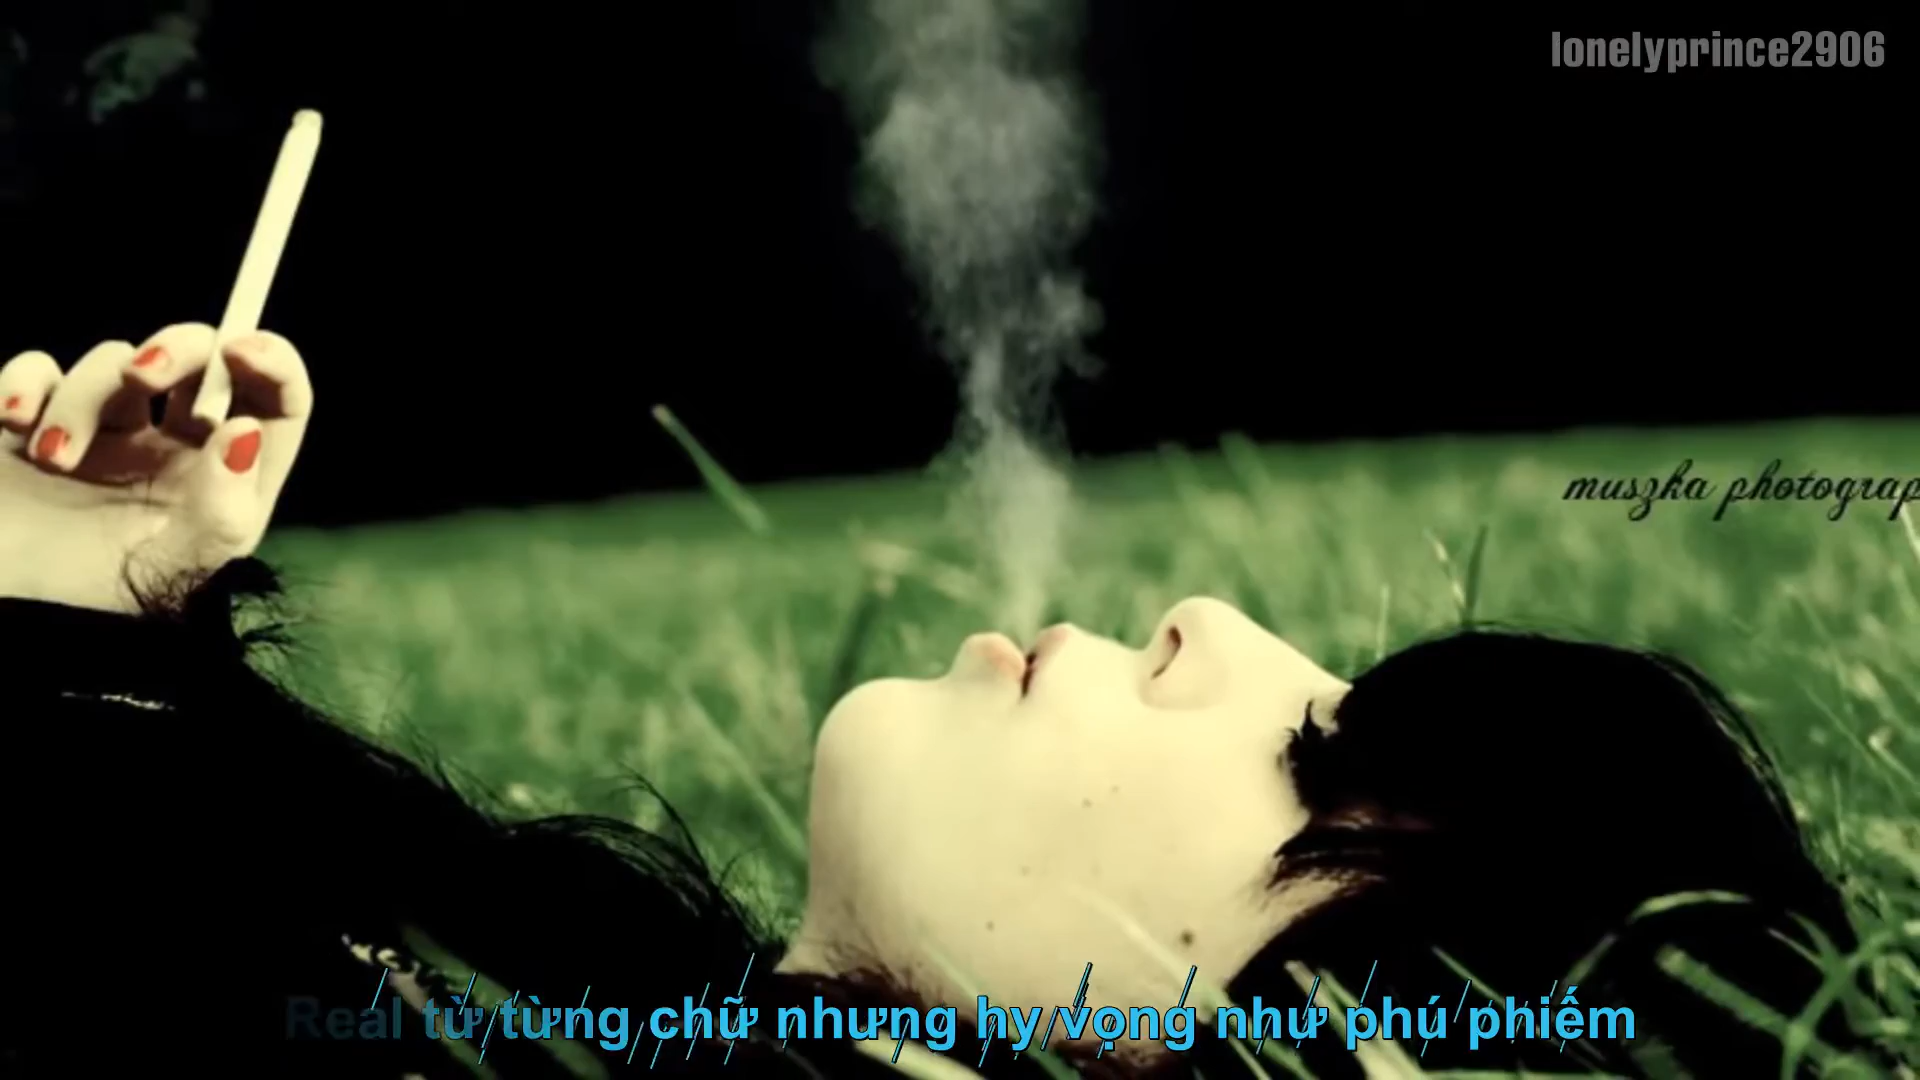 lonelyprince2906
muszka photograp
Real từ từng chữ nhưng hy vọng như phú phiếm